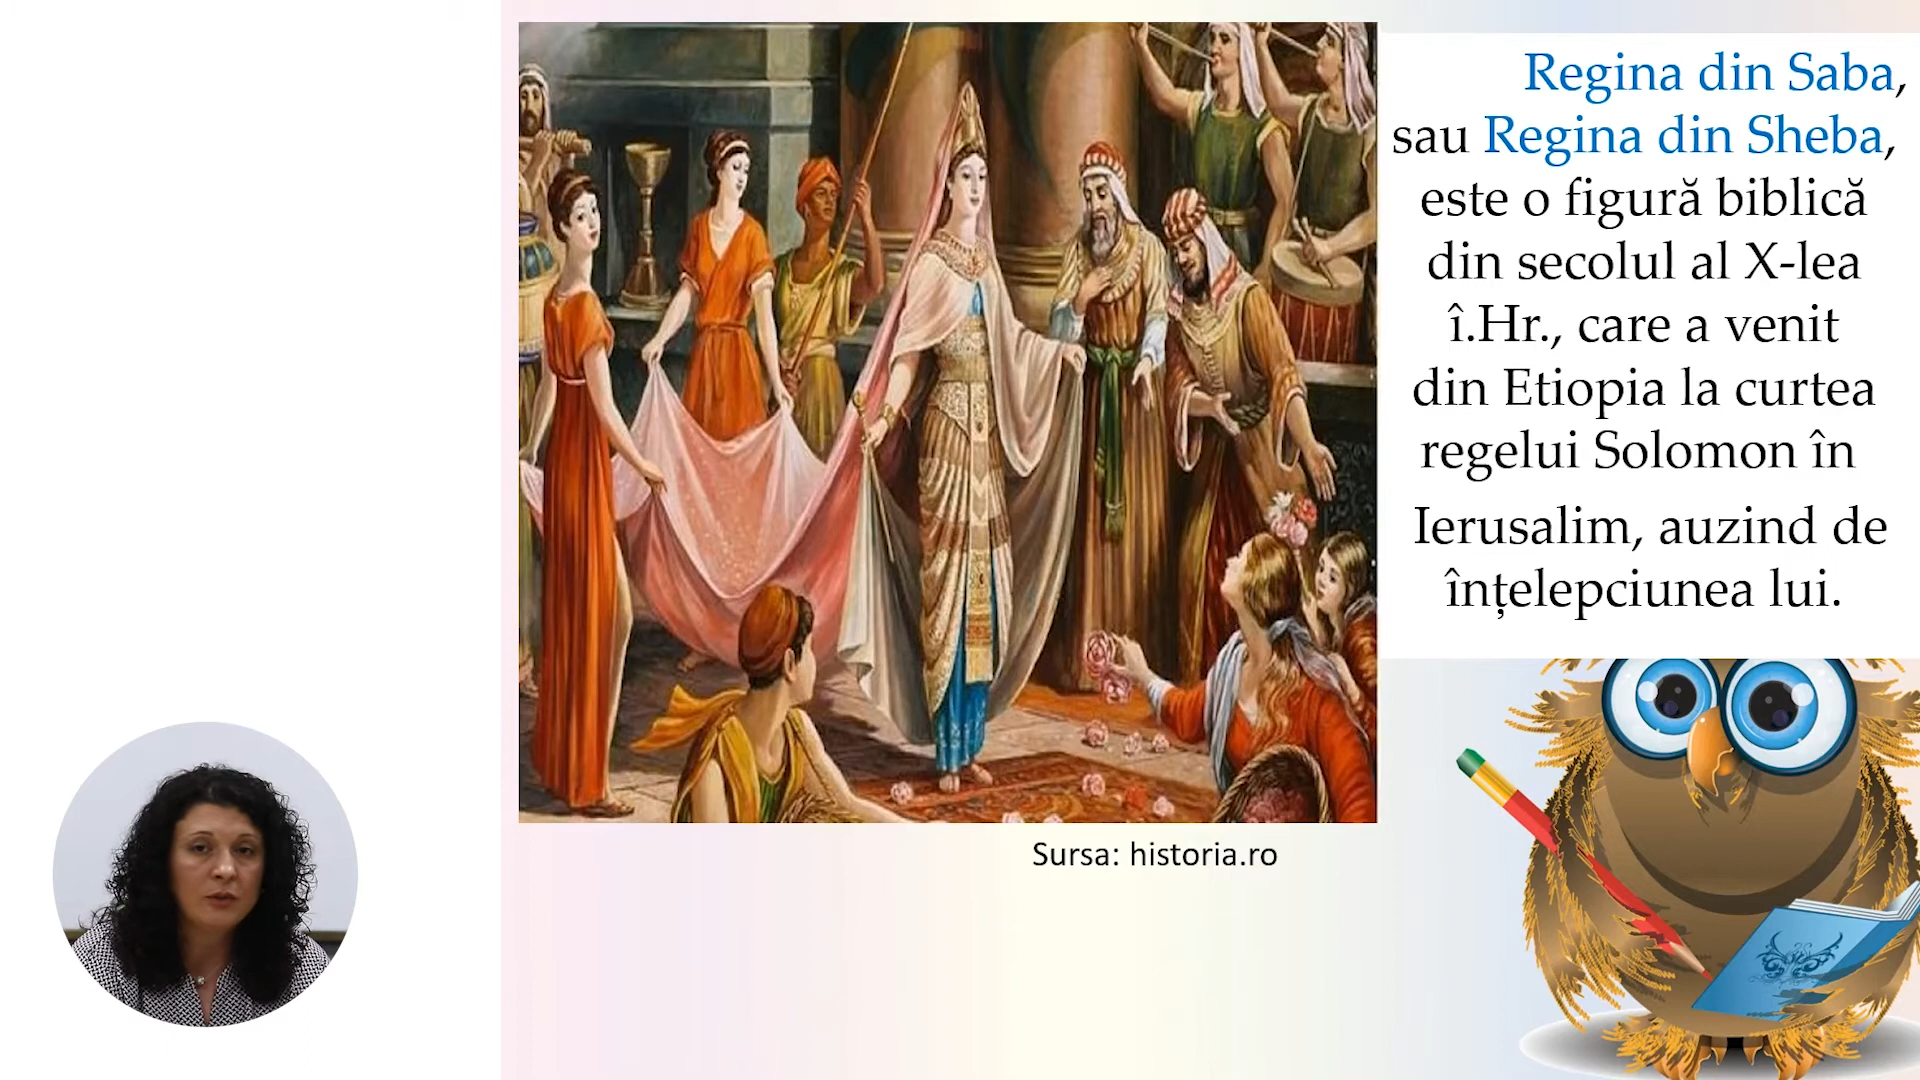 Regina din Saba,
sau Regina din Sheba,
este o figură biblică
din secolul al X-lea
î.Hr., care a venit
din Etiopia la curtea
regelui Solomon în
Ierusalim, auzind de
înțelepciunea lui.
Sursa: historia.ro